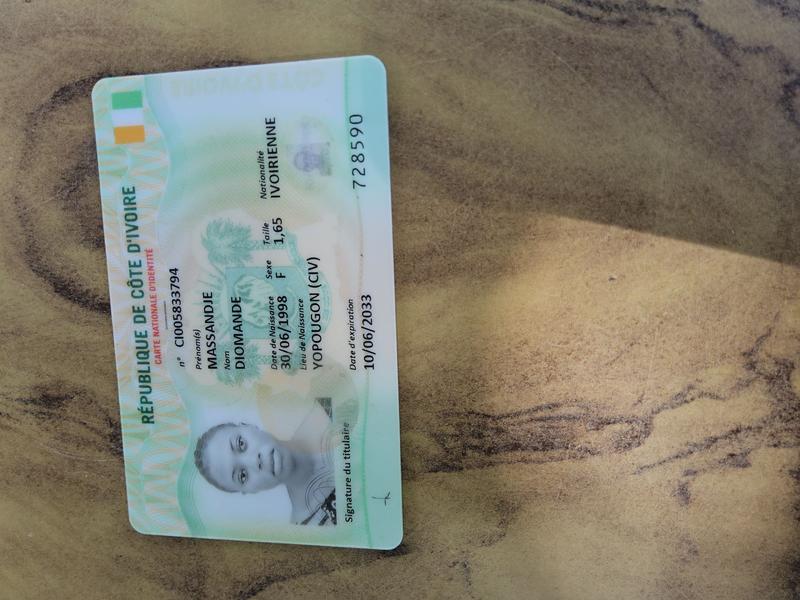 RÉPUBLIQUE DE CÔTE D'IVOIRE
CARTE NATIONALE D'IDENTITÉ
n° CI005833794
Prénom(s)
MASSANDJE
Nom
DIOMANDE
Date de Naissance Sexe Taille Nationalité
30/06/1998 F 1,65 IVOIRIENNE
Lieu de Naissance
YOPOUGON (CIV)
Date d'expiration
10/06/2033
728590
Signature du titulaire
CÔTE D'IVOIRE